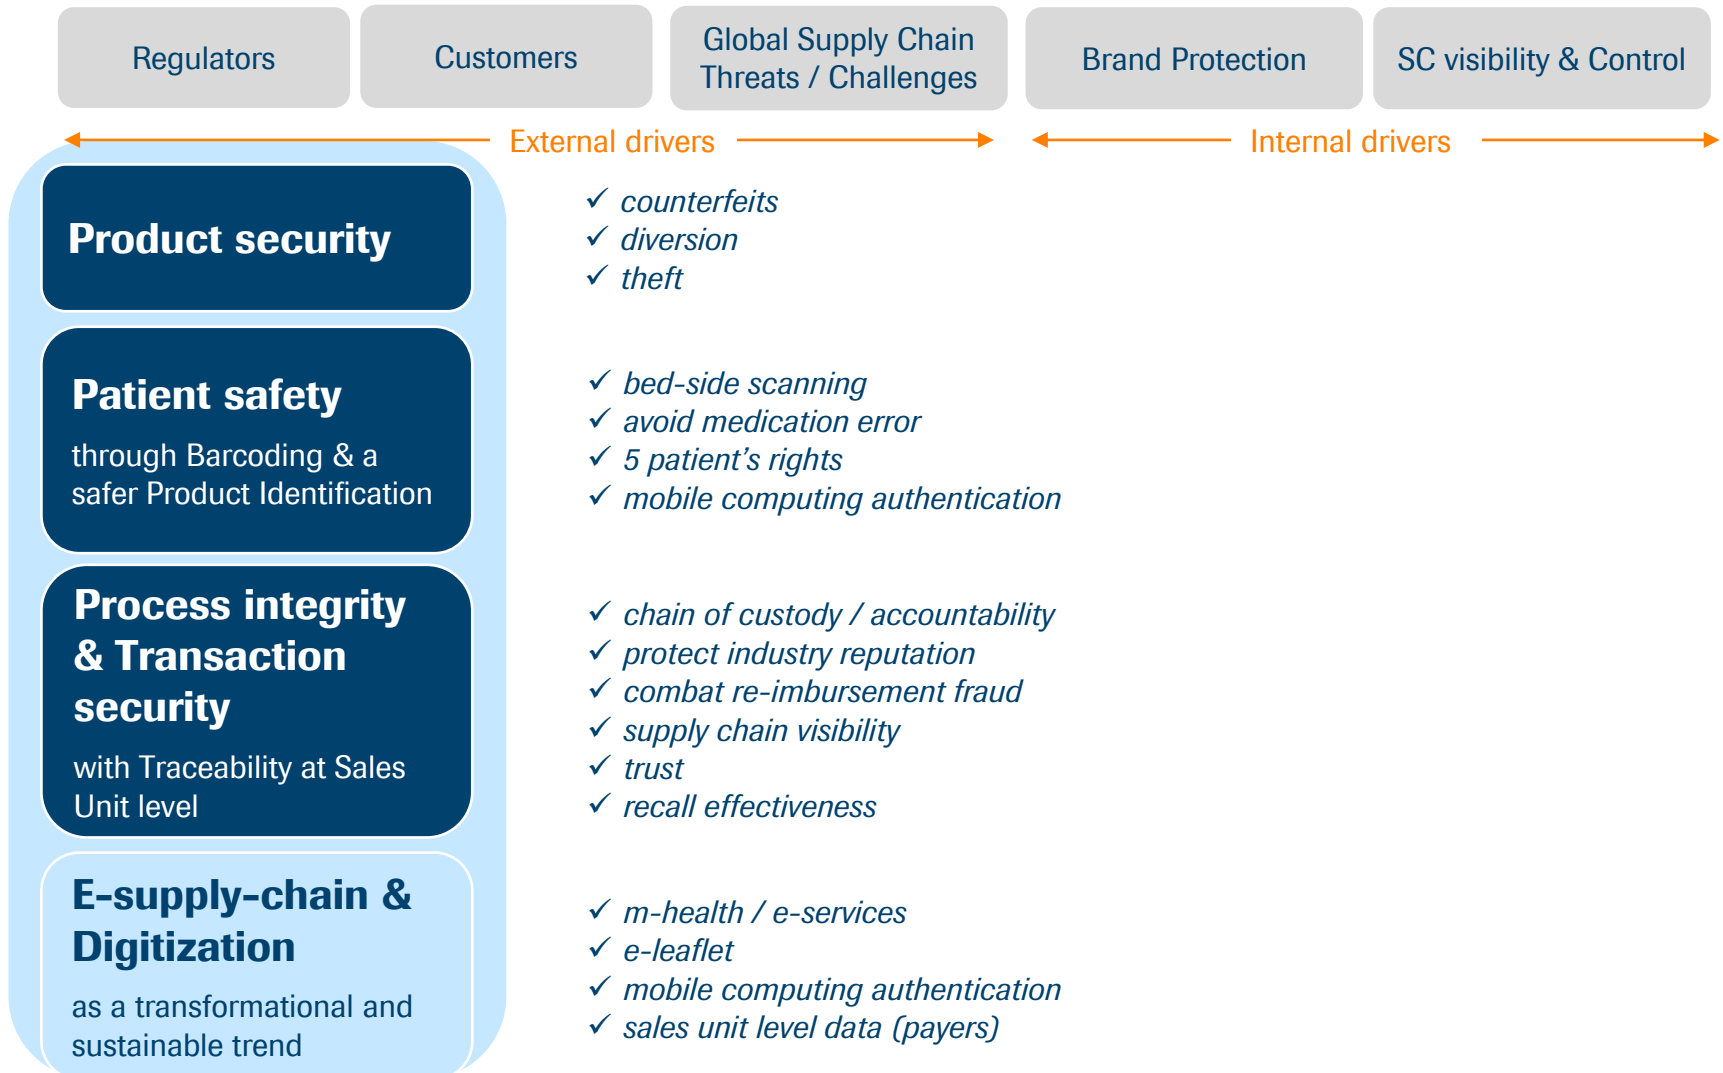 Regulators
Customers
Global Supply Chain
Threats / Challenges
Brand Protection
SC visibility & Control
External drivers
Internal drivers
Product security
✓ counterfeits
✓ diversion
✓ theft
Patient safety
through Barcoding & a
safer Product Identification
✓ bed-side scanning
✓ avoid medication error
✓ 5 patient’s rights
✓ mobile computing authentication
Process integrity
& Transaction
security
with Traceability at Sales
Unit level
✓ chain of custody / accountability
✓ protect industry reputation
✓ combat re-imbursement fraud
✓ supply chain visibility
✓ trust
✓ recall effectiveness
E-supply-chain &
Digitization
as a transformational and
sustainable trend
✓ m-health / e-services
✓ e-leaflet
✓ mobile computing authentication
✓ sales unit level data (payers)